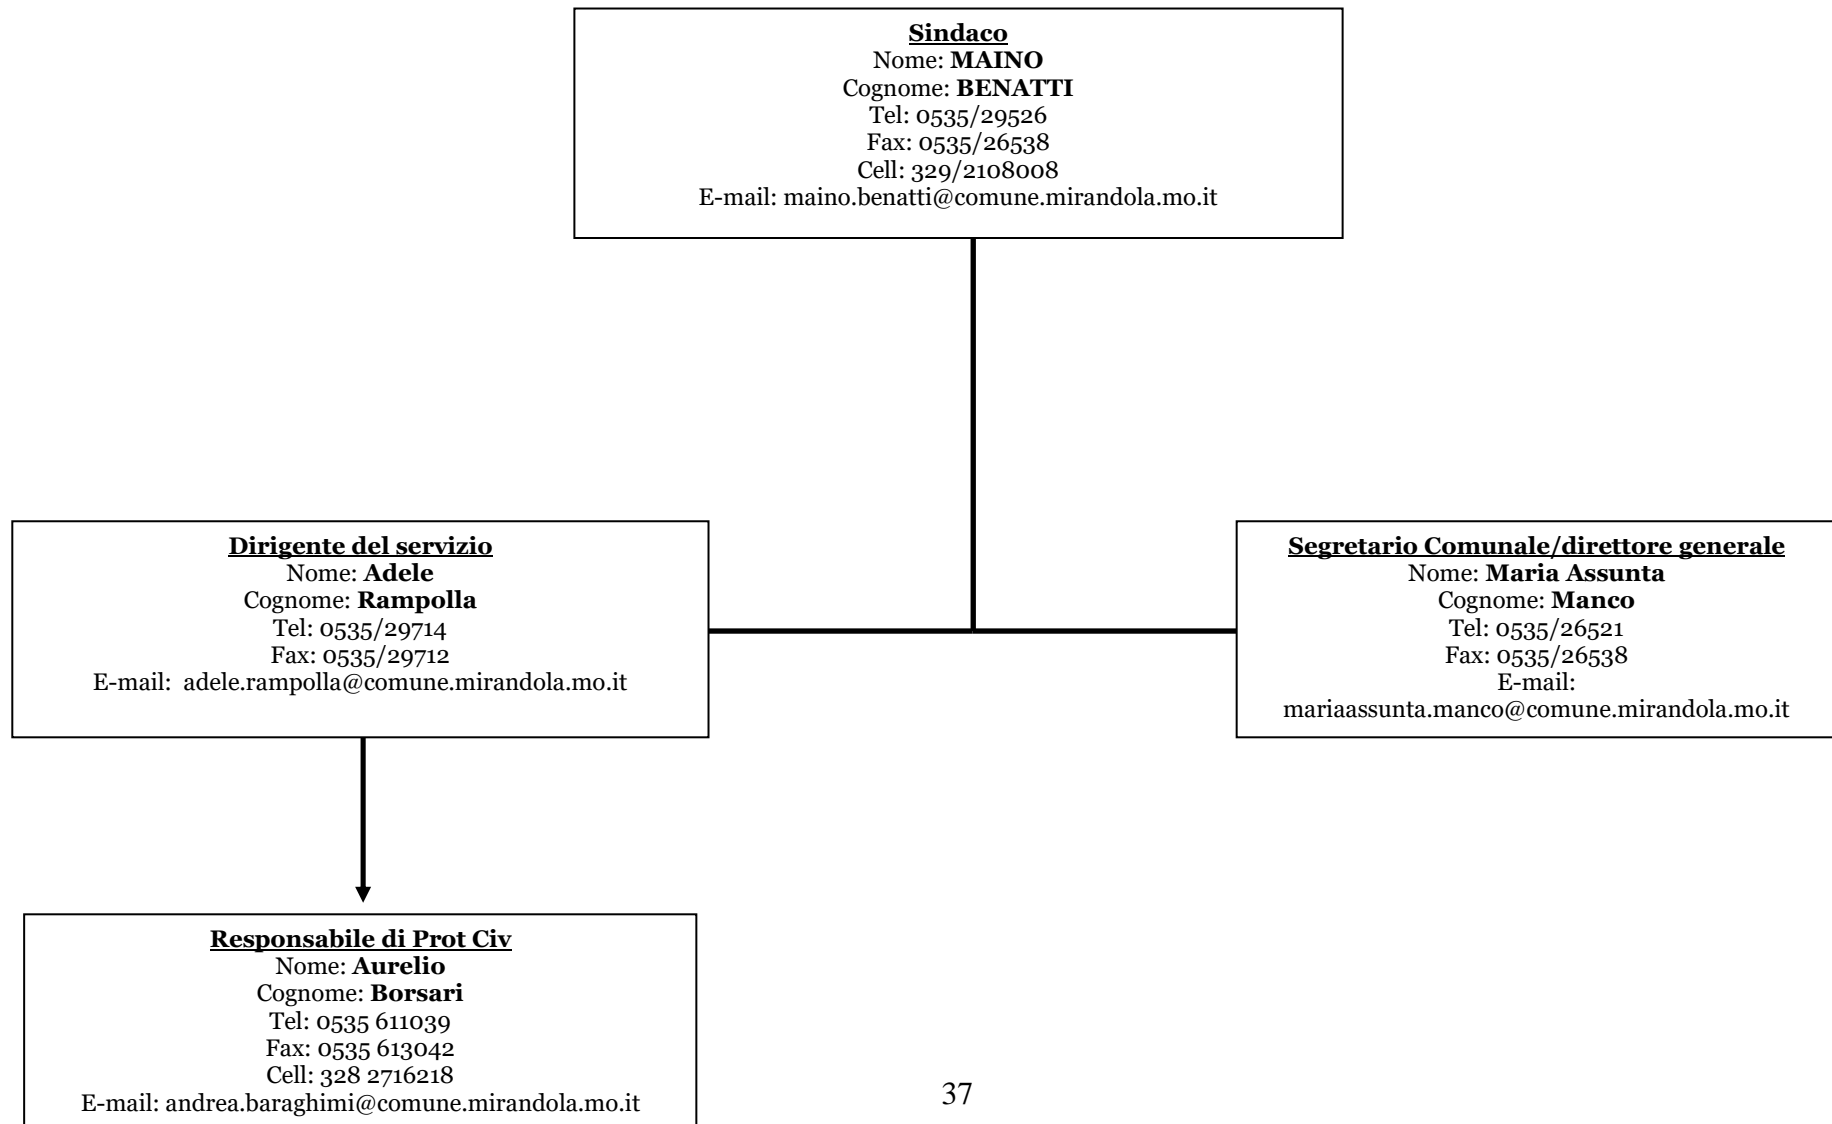 Sindaco
Nome: MAINO
Cognome: BENATTI
Tel: 0535/29526
Fax: 0535/26538
Cell: 329/2108008
E-mail: maino.benatti@comune.mirandola.mo.it
Dirigente del servizio
Nome: Adele
Cognome: Rampolla
Tel: 0535/29714
Fax: 0535/29712
E-mail: adele.rampolla@comune.mirandola.mo.it
Segretario Comunale/direttore generale
Nome: Maria Assunta
Cognome: Manco
Tel: 0535/26521
Fax: 0535/26538
E-mail:
mariaassunta.manco@comune.mirandola.mo.it
Responsabile di Prot Civ
Nome: Aurelio
Cognome: Borsari
Tel: 0535 611039
Fax: 0535 613042
Cell: 328 2716218
E-mail: andrea.baraghimi@comune.mirandola.mo.it
37